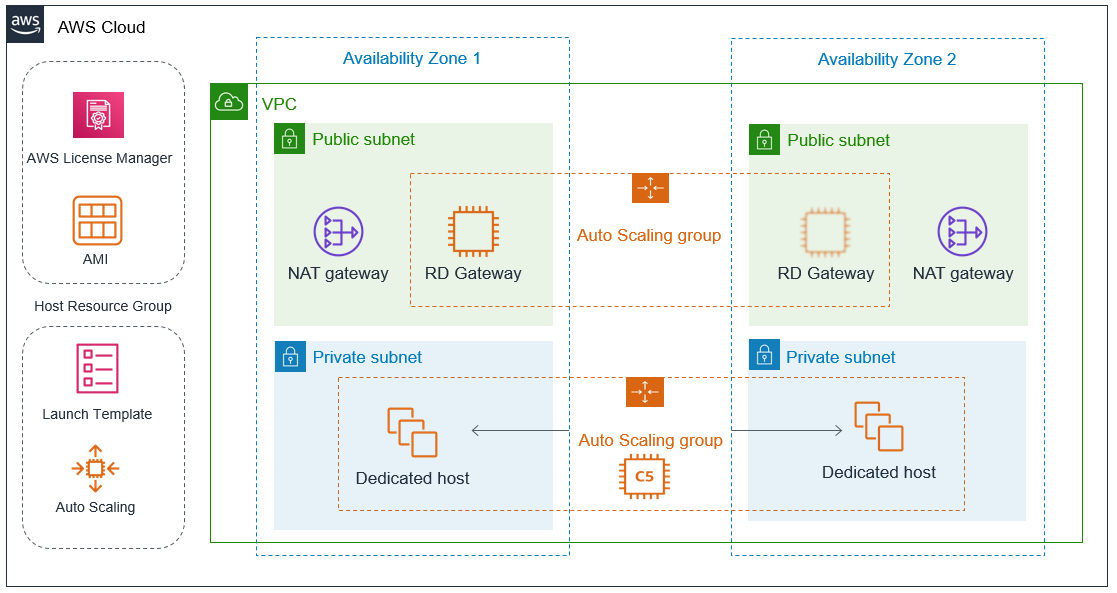 aws
AWS Cloud
Availability Zone 1
Availability Zone 2
VPC
Public subnet
Public subnet
AWS License Manager
Auto Scaling group
AMI
NAT gateway
RD Gateway
RD Gateway
NAT gateway
Host Resource Group
Private subnet
Private subnet
Launch Template
Auto Scaling group
C5
Dedicated host
Dedicated host
Auto Scaling